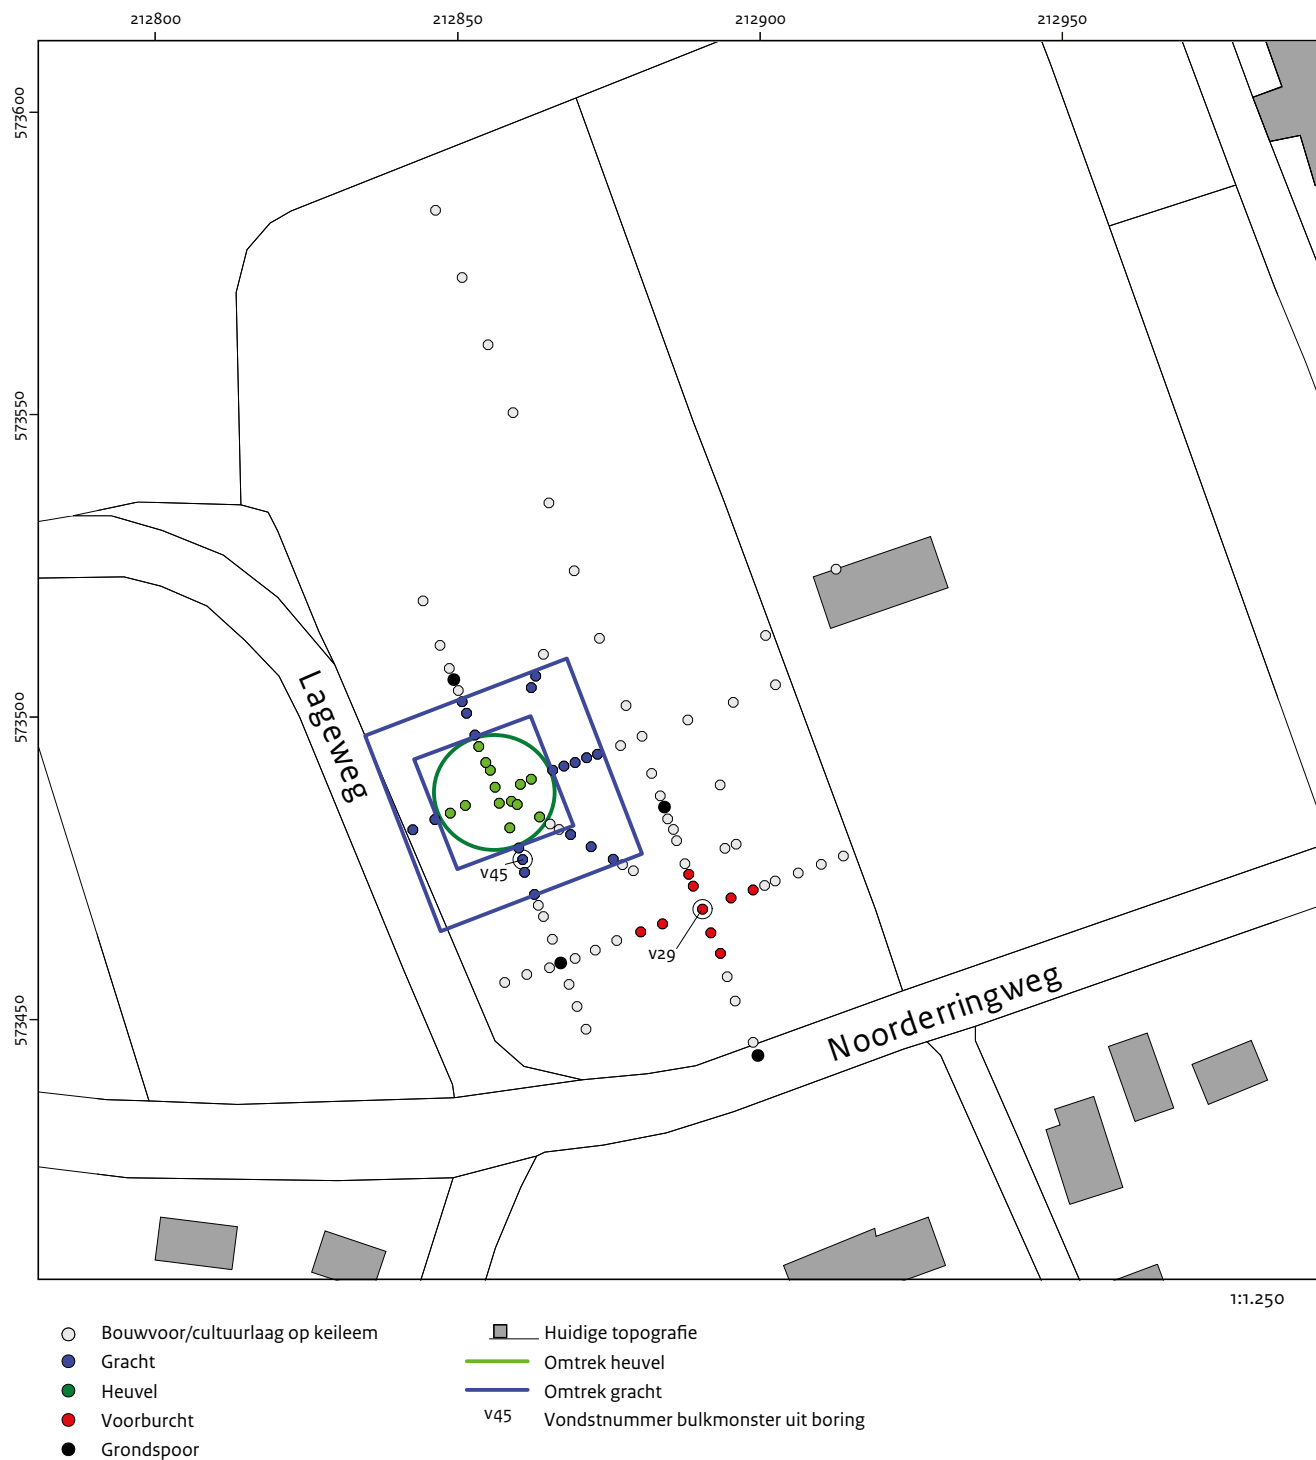 212800
212850
212900
212950
573600
573550
573500
573450
Lageweg
v45
v29
Noorderringweg
1:1.250
Bouwvoor/cultuurlaag op keileem
Gracht
Heuvel
Voorburcht
Grondspoor
Huidige topografie
Omtrek heuvel
Omtrek gracht
v45 Vondstnummer bulkmonster uit boring